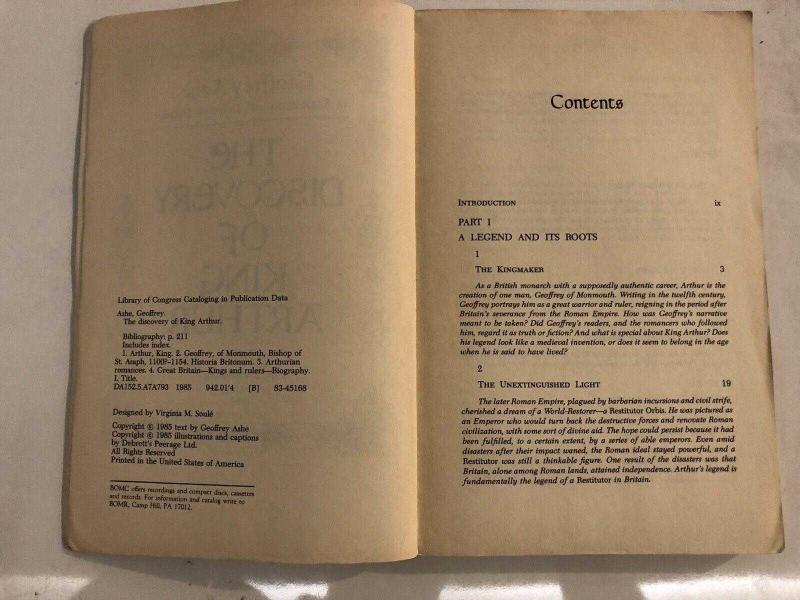 Library of Congress Cataloging in Publication Data
Ashe, Geoffrey.
The discovery of King Arthur.
Bibliography: p. 211
Includes index.
1. Arthur, King. 2. Geoffrey, of Monmouth, Bishop of
St. Asaph, 1100?-1154. Historia Britonum. 3. Arthurian
romances. 4. Great Britain—Kings and rulers—Biography.
I. Title.
DA152.5.A7A793 1985 942.01'4 [B] 83-45168
Designed by Virginia M. Soulé
Copyright © 1985 text by Geoffrey Ashe
Copyright © 1985 illustrations and captions
by Debrett's Peerage Ltd.
All Rights Reserved
Printed in the United States of America
BOMC offers recordings and compact discs, cassettes
and records. For information and catalog write to
BOMR, Camp Hill, PA 17012.
Contents
INTRODUCTION ix
PART 1
A LEGEND AND ITS ROOTS
1
THE KINGMAKER 3
As a British monarch with a supposedly authentic career, Arthur is the
creation of one man, Geoffrey of Monmouth. Writing in the twelfth century,
Geoffrey portrays him as a great warrior and ruler, reigning in the period after
Britain's severance from the Roman Empire. How was Geoffrey's narrative
meant to be taken? Did Geoffrey's readers, and the romancers who followed
him, regard it as truth or fiction? And what is special about King Arthur? Does
his legend look like a medieval invention, or does it seem to belong in the age
when he is said to have lived?
2
THE UNEXTINGUISHED LIGHT 19
The later Roman Empire, plagued by barbarian incursions and civil strife,
cherished a dream of a World-Restorer—a Restitutor Orbis. He was pictured as
an Emperor who would turn back the destructive forces and renovate Roman
civilization, with some sort of divine aid. The hope could persist because it had
been fulfilled, to a certain extent, by a series of able emperors. Even amid
disasters after their impact waned, the Roman ideal stayed powerful, and a
Restitutor was still a thinkable figure. One result of the disasters was that
Britain, alone among Roman lands, attained independence. Arthur's legend is
fundamentally the legend of a Restitutor in Britain.